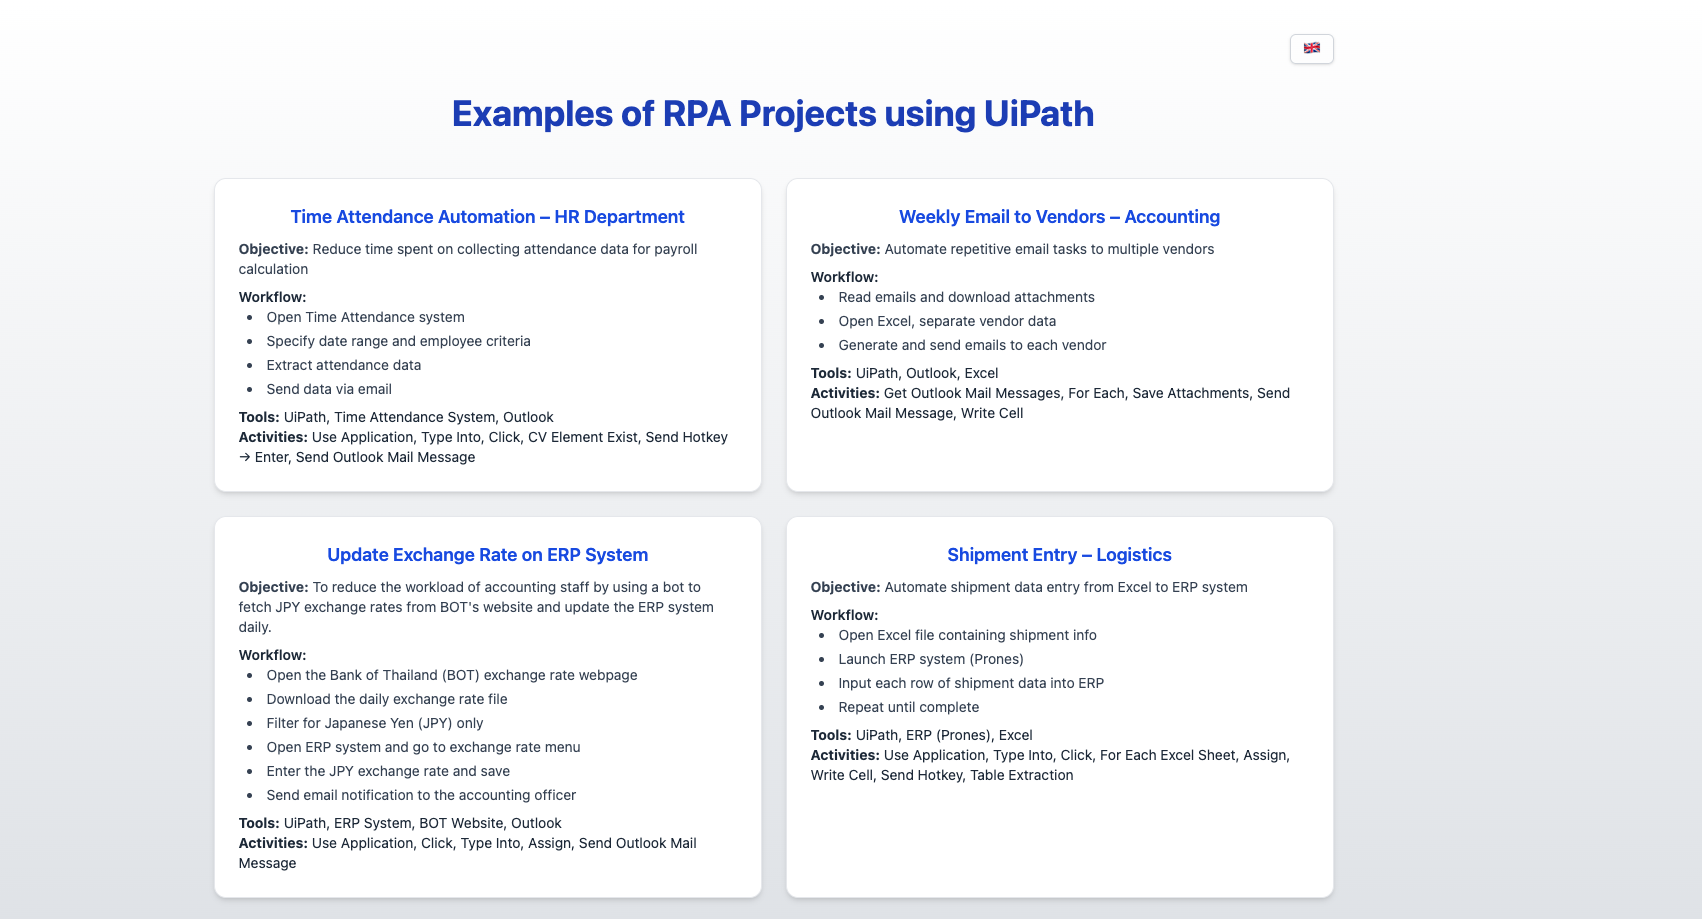 Examples of RPA Projects using UiPath
Time Attendance Automation – HR Department
Objective: Reduce time spent on collecting attendance data for payroll
calculation
Workflow:
• Open Time Attendance system
• Specify date range and employee criteria
• Extract attendance data
• Send data via email
Tools: UiPath, Time Attendance System, Outlook
Activities: Use Application, Type Into, Click, CV Element Exist, Send Hotkey
→ Enter, Send Outlook Mail Message
Weekly Email to Vendors – Accounting
Objective: Automate repetitive email tasks to multiple vendors
Workflow:
• Read emails and download attachments
• Open Excel, separate vendor data
• Generate and send emails to each vendor
Tools: UiPath, Outlook, Excel
Activities: Get Outlook Mail Messages, For Each, Save Attachments, Send
Outlook Mail Message, Write Cell
Update Exchange Rate on ERP System
Objective: To reduce the workload of accounting staff by using a bot to
fetch JPY exchange rates from BOT's website and update the ERP system
daily.
Workflow:
• Open the Bank of Thailand (BOT) exchange rate webpage
• Download the daily exchange rate file
• Filter for Japanese Yen (JPY) only
• Open ERP system and go to exchange rate menu
• Enter the JPY exchange rate and save
• Send email notification to the accounting officer
Tools: UiPath, ERP System, BOT Website, Outlook
Activities: Use Application, Click, Type Into, Assign, Send Outlook Mail
Message
Shipment Entry – Logistics
Objective: Automate shipment data entry from Excel to ERP system
Workflow:
• Open Excel file containing shipment info
• Launch ERP system (Prones)
• Input each row of shipment data into ERP
• Repeat until complete
Tools: UiPath, ERP (Prones), Excel
Activities: Use Application, Type Into, Click, For Each Excel Sheet, Assign,
Write Cell, Send Hotkey, Table Extraction